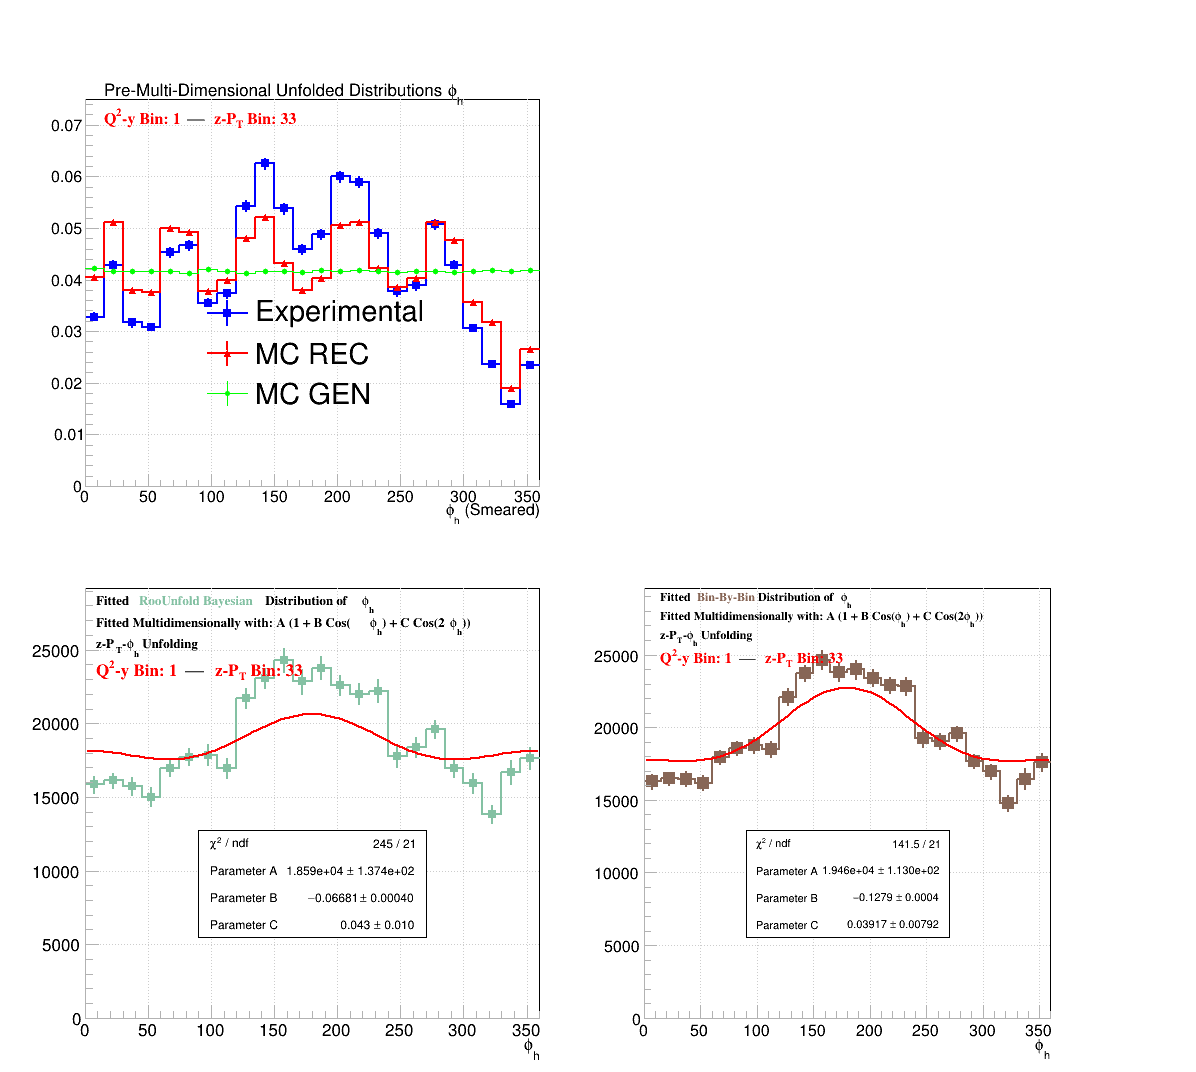 Pre-Multi-Dimensional Unfolded Distributions ϕh
Q²-y Bin: 1 — z-PT Bin: 33
0.07
0.06
0.05
0.04
0.03
0.02
0.01
0
Experimental
MC REC
MC GEN
0 50 100 150 200 250 300 350
ϕh (Smeared)
Fitted RooUnfold Bayesian Distribution of ϕh
Fitted Multidimensionally with: A (1 + B Cos( ϕh) + C Cos(2 ϕh))
z-PT-ϕh Unfolding
Q²-y Bin: 1 — z-PT Bin: 33
25000
20000
15000
10000
5000
0
χ² / ndf 245 / 21
Parameter A 1.859e+04 ± 1.374e+02
Parameter B −0.06681 ± 0.00040
Parameter C 0.043 ± 0.010
0 50 100 150 200 250 300 350
ϕh
Fitted Bin-By-Bin Distribution of ϕh
Fitted Multidimensionally with: A (1 + B Cos(ϕh) + C Cos(2ϕh))
z-PT-ϕh Unfolding
Q²-y Bin: 1 — z-PT Bin: 33
25000
20000
15000
10000
5000
0
χ² / ndf 141.5 / 21
Parameter A 1.946e+04 ± 1.130e+02
Parameter B −0.1279 ± 0.0004
Parameter C 0.03917 ± 0.00792
0 50 100 150 200 250 300 350
ϕh